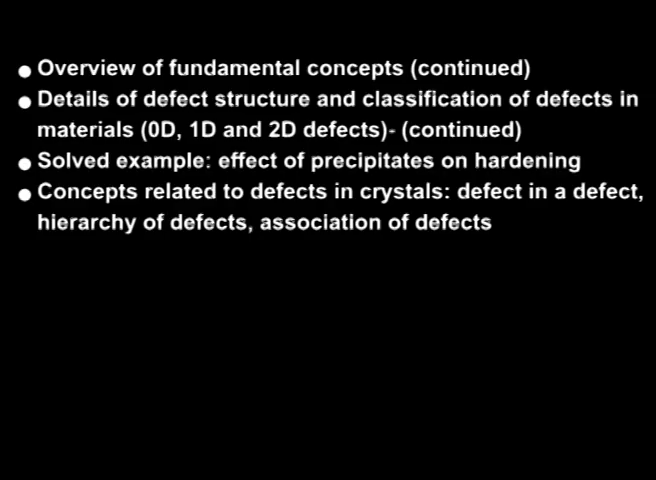 ● Overview of fundamental concepts (continued)
● Details of defect structure and classification of defects in
materials (0D, 1D and 2D defects)- (continued)
● Solved example: effect of precipitates on hardening
● Concepts related to defects in crystals: defect in a defect,
hierarchy of defects, association of defects